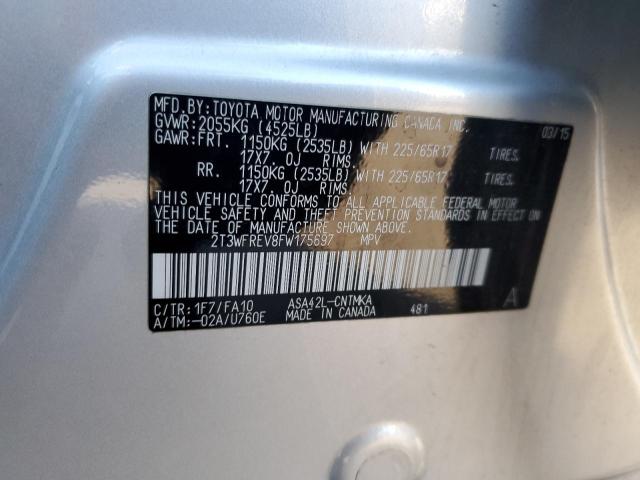 MFD.BY:TOYOTA MOTOR MANUFACTURING CANADA INC. 03/15
GVWR:2055KG (4525LB)
GAWR:FRT. 1150KG (2535LB) WITH 225/65R17 TIRES.
17X7.0J RIMS.
RR. 1150KG (2535LB) WITH 225/65R17 TIRES.
17X7.0J RIMS
THIS VEHICLE CONFORMS TO ALL APPLICABLE FEDERAL MOTOR
VEHICLE SAFETY AND THEFT PREVENTION STANDARDS IN EFFECT ON
THE DATE OF MANUFACTURE SHOWN ABOVE.
2T3WFREV8FW175697 MPV
C/TR:1F7/FA10 ASA42L-CNTMKA 481 A
A/TM:-02A/U760E MADE IN CANADA